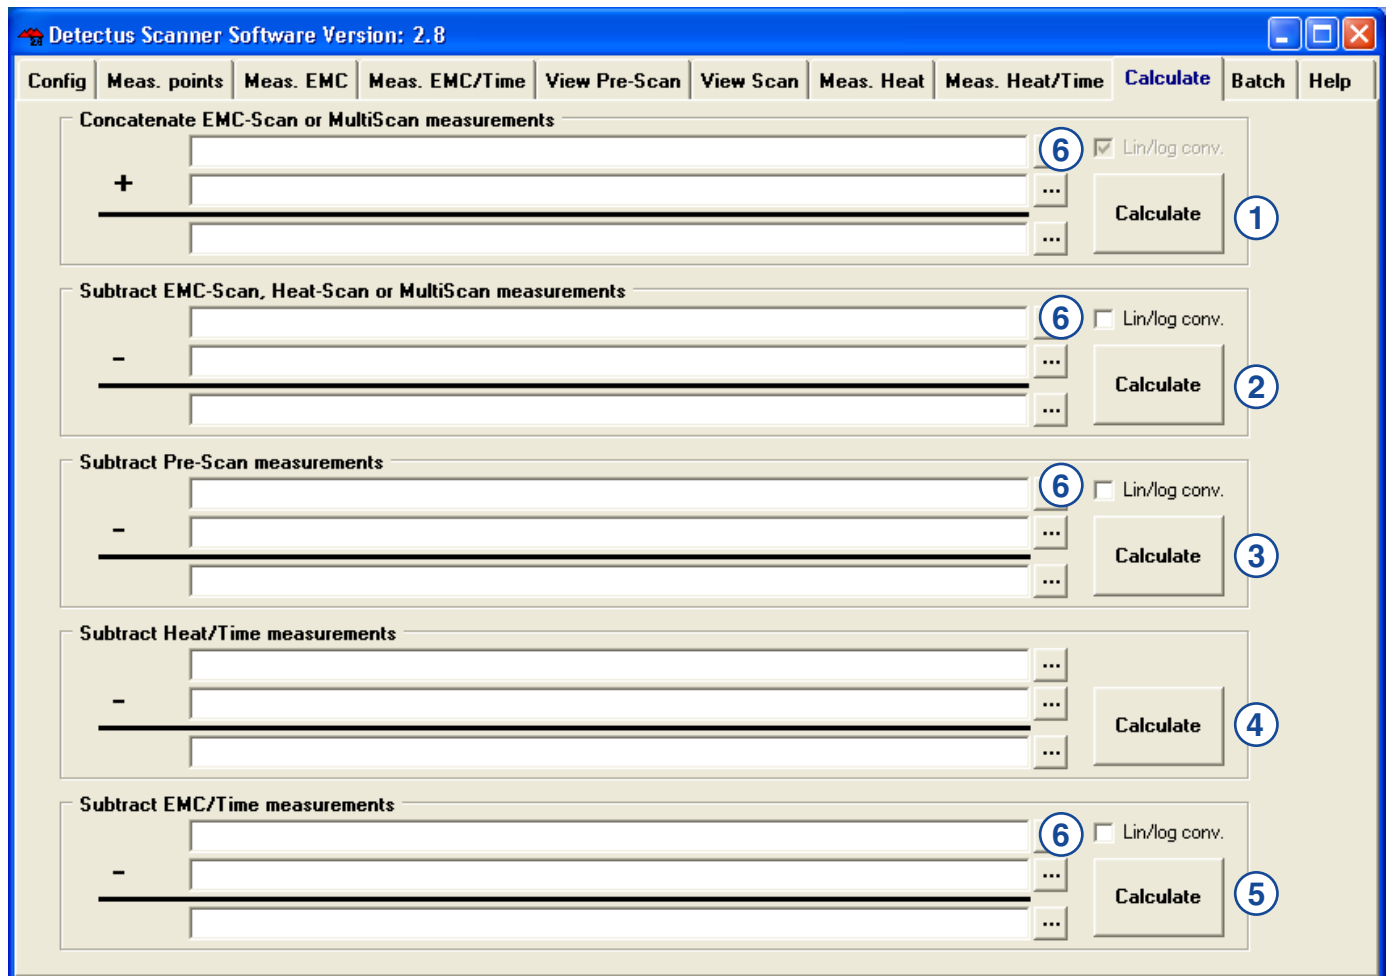 Detectus Scanner Software Version: 2.8
Config Meas. points Meas. EMC Meas. EMC/Time View Pre-Scan View Scan Meas. Heat Meas. Heat/Time Calculate Batch Help
Concatenate EMC-Scan or MultiScan measurements
6 Lin/log conv.
+ ...
Calculate 1
...
Subtract EMC-Scan, Heat-Scan or MultiScan measurements
6 Lin/log conv.
- ...
Calculate 2
...
Subtract Pre-Scan measurements
6 Lin/log conv.
- ...
Calculate 3
...
Subtract Heat/Time measurements
...
- ...
Calculate 4
...
Subtract EMC/Time measurements
6 Lin/log conv.
- ...
Calculate 5
...